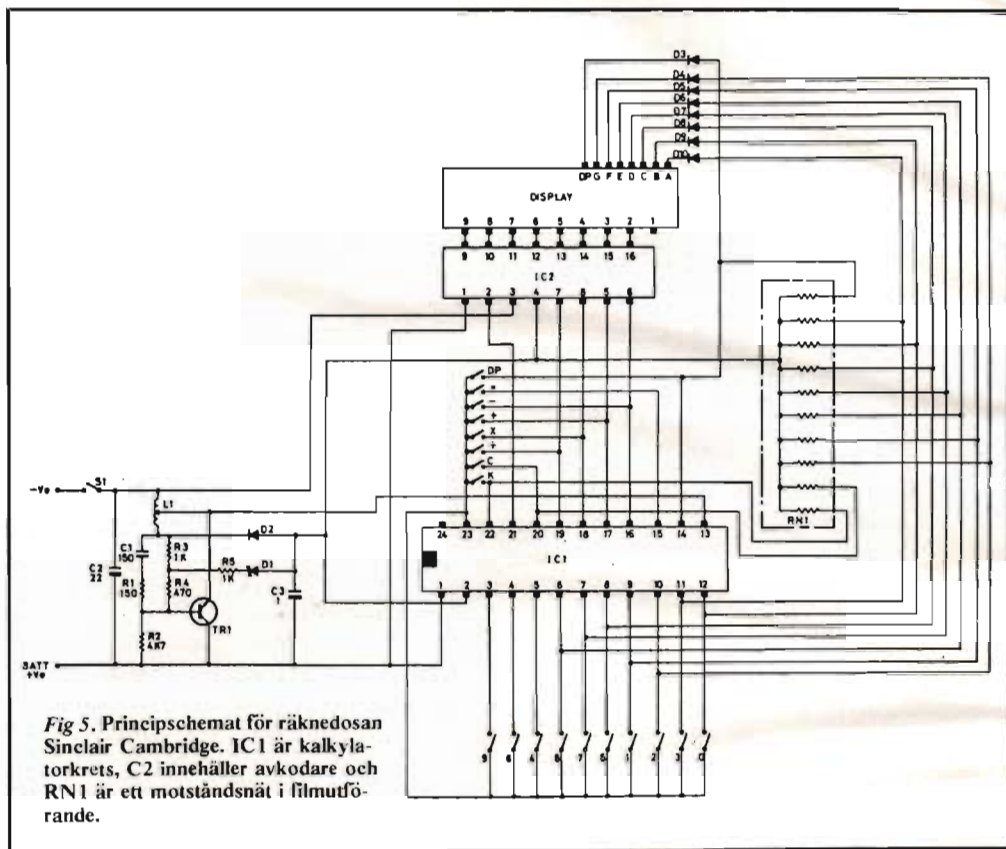 D3
D4
D5
D6
D7
D8
D9
D10
DP G F E D C B A
DISPLAY
9 8 7 6 5 4 3 2 1
9 10 11 12 13 14 15 16
IC2
1 2 3 4 7 8 5 6
DP
=
-
+
X
÷
C
K
RN1
-Ve
S1
L1
D2
C1
150
R3
1K
R5
1K
D1
C2
22
R1
150
R4
470
C3
1
TR1
R2
4K7
BATT
+Ve
24 23 22 21 20 19 18 17 16 15 14 13
IC1
1 2 3 4 5 6 7 8 9 10 11 12
9 6 4 8 7 5 1 2 3 0
Fig 5. Principschemat för räknedosan
Sinclair Cambridge. IC1 är kalkyla-
torkrets, C2 innehäller avkodare och
RN1 är ett motståndsnät i filmutfö-
rande.